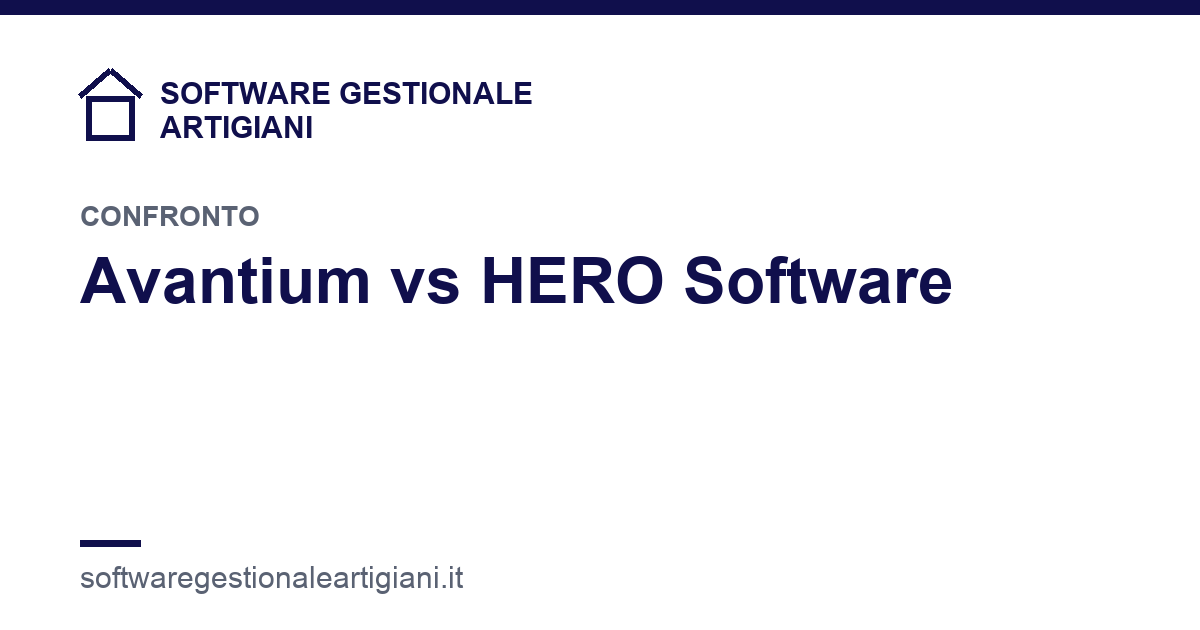 SOFTWARE GESTIONALE
ARTIGIANI
CONFRONTO
Avantium vs HERO Software
softwaregestionaleartigiani.it